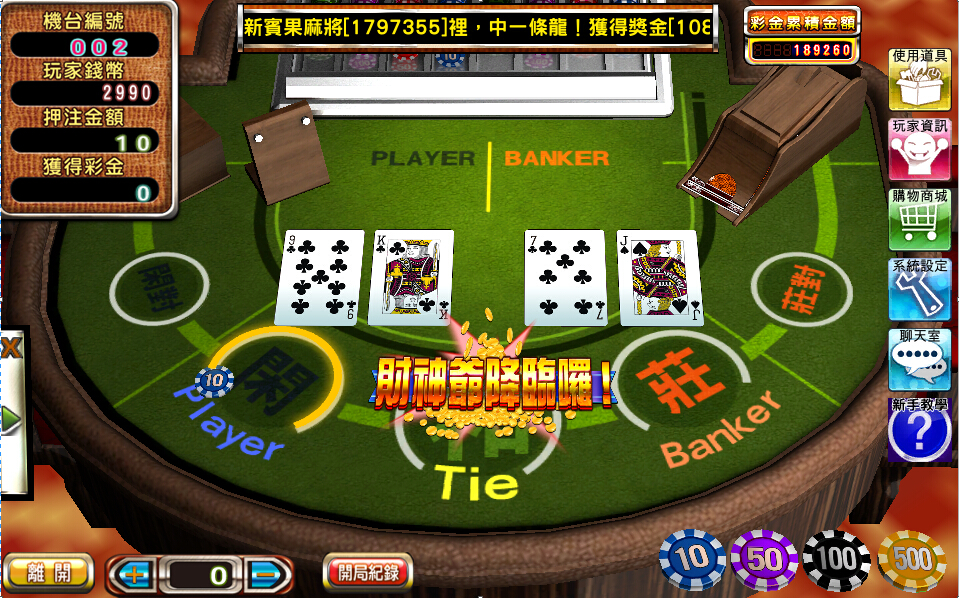 機台編號
002
玩家錢幣
2990
押注金額
10
獲得彩金
0
新賓果麻將[1797355]裡，中一條龍！獲得獎金[108
彩金累積金額
189260
使用道具
玩家資訊
購物商城
系統設定
聊天室
新手教學
?
PLAYER BANKER
9 K 7 J
9 K 7 J
閒對
莊對
閒
10
莊
財神爺降臨囉！
Player
Tie
Banker
X
離開
+ 0 -
開局紀錄
10 50 100 500